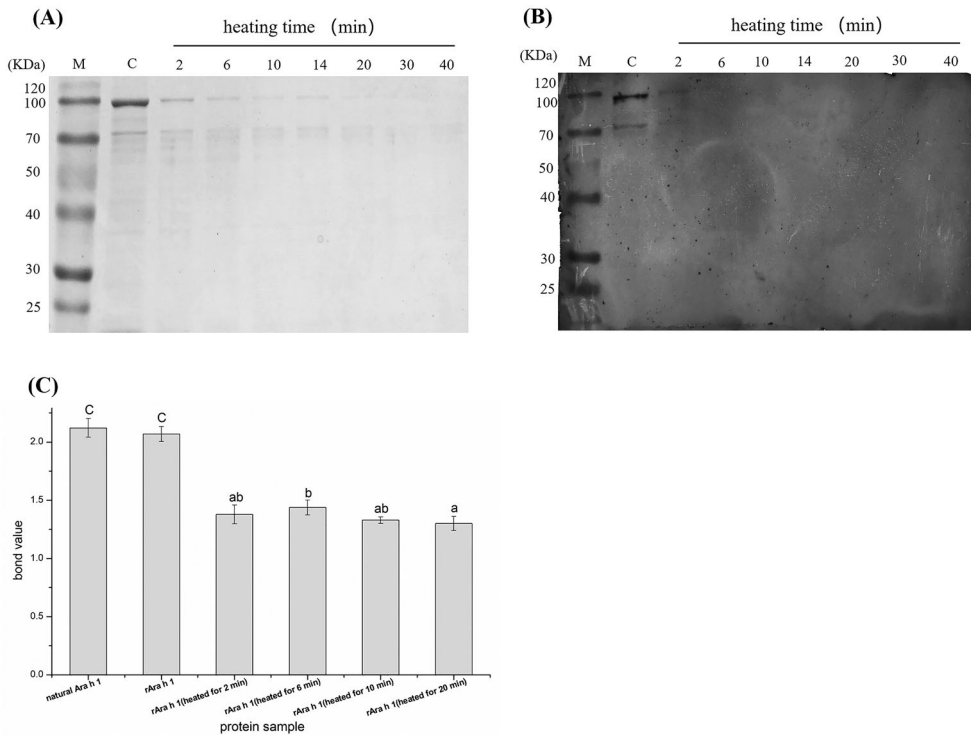 (A)
heating time (min)
(KDa) M C 2 6 10 14 20 30 40
120
100
70
50
40
30
25
(B)
heating time (min)
(KDa) M C 2 6 10 14 20 30 40
120
100
70
50
40
30
25
(C)
bond value
2.0
1.5
1.0
0.5
0.0
C C ab b ab a
natural Ara h 1
rAra h 1
rAra h 1(heated for 2 min)
rAra h 1(heated for 6 min)
rAra h 1(heated for 10 min)
rAra h 1(heated for 20 min)
protein sample